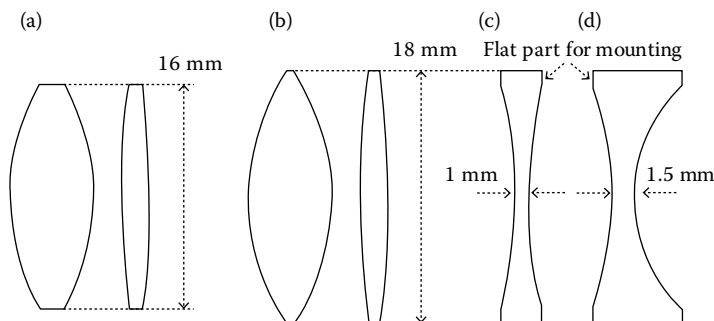 (a)
(b)
(c)
(d)
16 mm
18 mm
Flat part for mounting
1 mm
1.5 mm